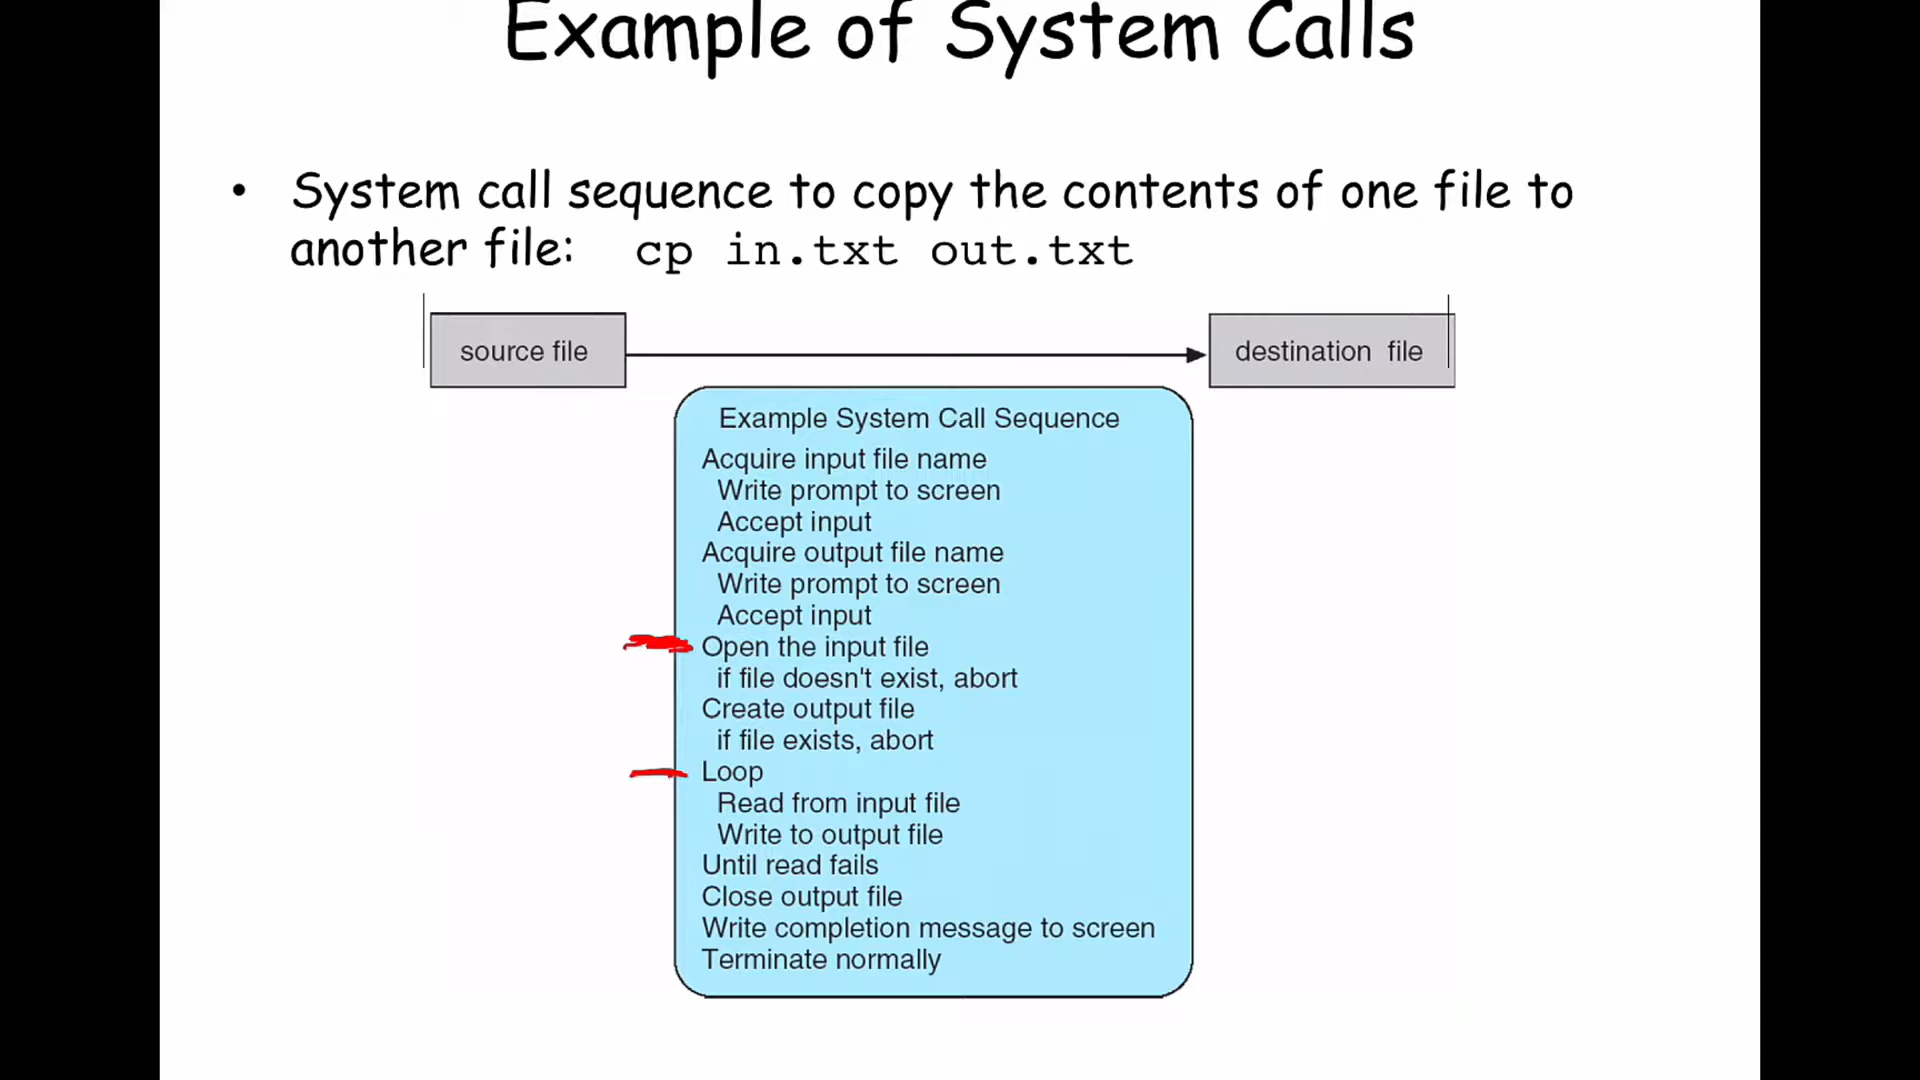 Example of System Calls
• System call sequence to copy the contents of one file to
another file: cp in.txt out.txt
source file
destination file
Example System Call Sequence
Acquire input file name
Write prompt to screen
Accept input
Acquire output file name
Write prompt to screen
Accept input
Open the input file
if file doesn't exist, abort
Create output file
if file exists, abort
Loop
Read from input file
Write to output file
Until read fails
Close output file
Write completion message to screen
Terminate normally